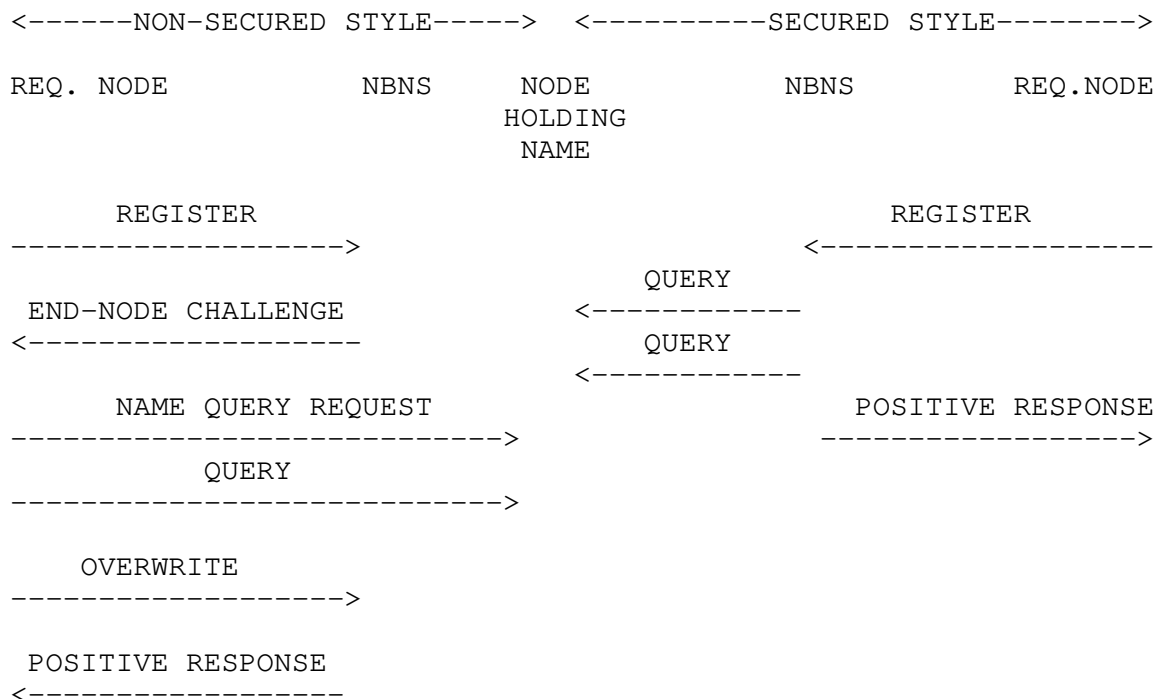 <------NON-SECURED STYLE-----> <----------SECURED STYLE-------->
REQ. NODE NBNS NODE NBNS REQ.NODE
HOLDING
NAME
REGISTER REGISTER
-------------------> <-------------------
QUERY
END-NODE CHALLENGE <------------
<------------------- QUERY
<------------
NAME QUERY REQUEST POSITIVE RESPONSE
----------------------------> ------------------>
QUERY
---------------------------->
OVERWRITE
------------------->
POSITIVE RESPONSE
<------------------